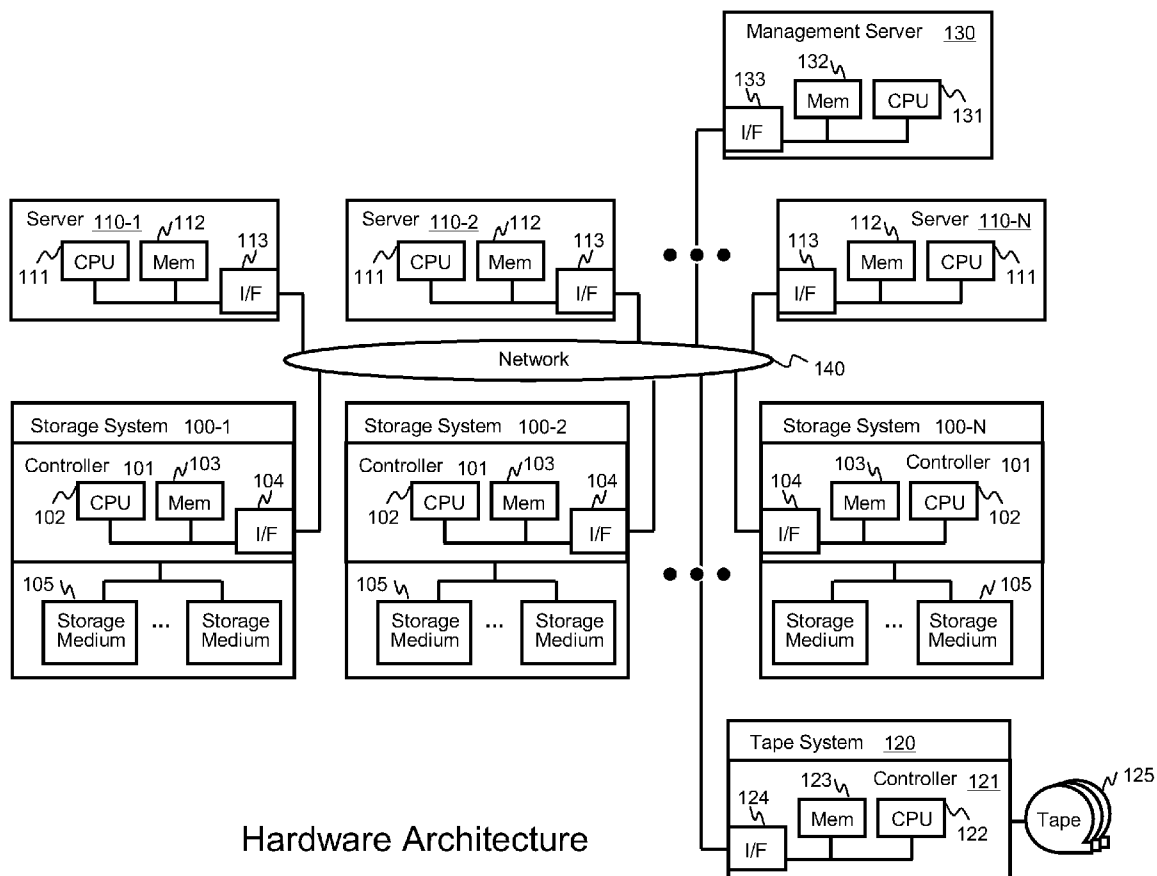 Management Server 130
132
133
Mem
CPU
131
I/F
Server 110-1
112
113
CPU
Mem
111
I/F
Server 110-2
112
113
CPU
Mem
111
I/F
Server 110-N
112
113
Mem
CPU
111
I/F
Network
140
Storage System 100-1
Controller 101
103
104
CPU
Mem
102
I/F
105
Storage
Medium
...
Storage
Medium
Storage System 100-2
Controller 101
103
104
CPU
Mem
102
I/F
105
Storage
Medium
...
Storage
Medium
Storage System 100-N
Controller 101
103
104
Mem
CPU
102
I/F
105
Storage
Medium
...
Storage
Medium
Tape System 120
Controller 121
123
124
Mem
CPU
122
I/F
125
Tape
Hardware Architecture